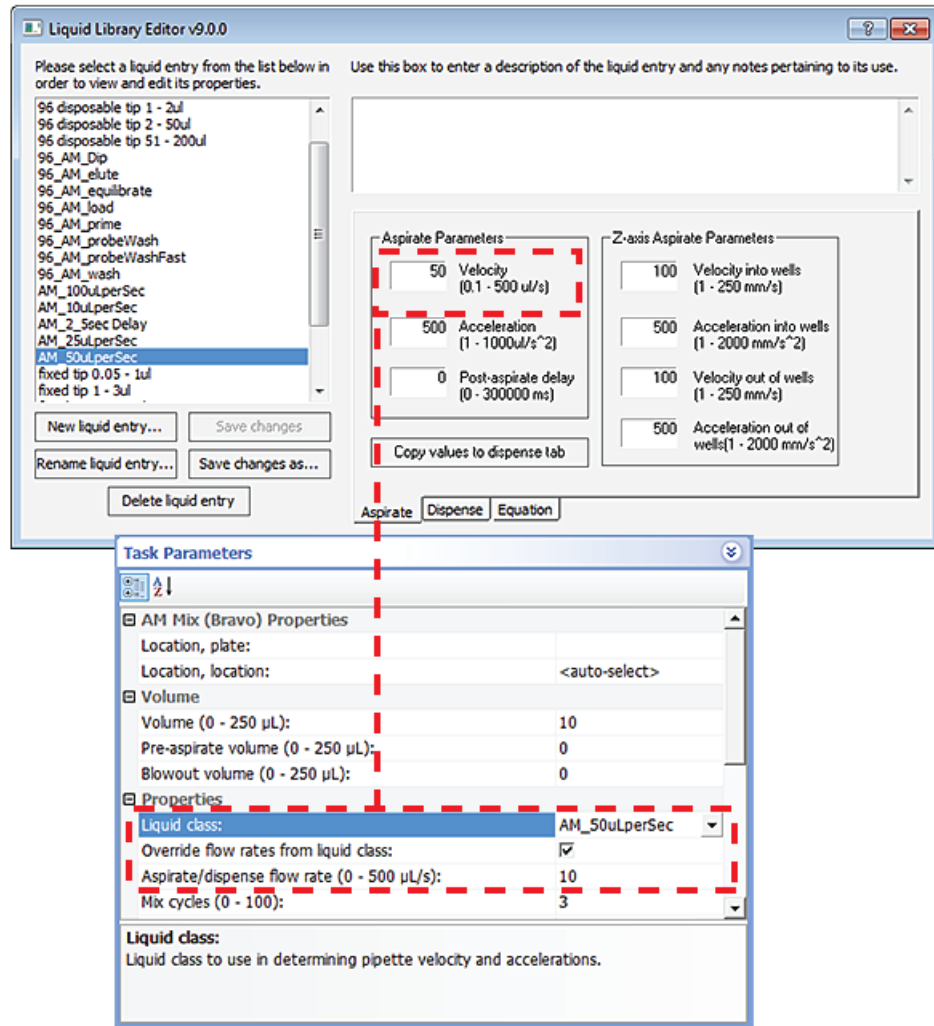 Liquid Library Editor v9.0.0
Please select a liquid entry from the list below in
order to view and edit its properties.
Use this box to enter a description of the liquid entry and any notes pertaining to its use.
96 disposable tip 1 - 2ul
96 disposable tip 2 - 50ul
96 disposable tip 51 - 200ul
96_AM_Dip
96_AM_elute
96_AM_equilibrate
96_AM_load
96_AM_prime
96_AM_probeWash
96_AM_probeWashFast
96_AM_wash
AM_100uLperSec
AM_10uLperSec
AM_2_5sec Delay
AM_25uLperSec
AM_50uLperSec
fixed tip 0.05 - 1ul
fixed tip 1 - 3ul
New liquid entry...
Save changes
Rename liquid entry...
Save changes as...
Delete liquid entry
Aspirate Parameters
50 Velocity
(0.1 - 500 ul/s)
500 Acceleration
(1 - 1000ul/s^2)
0 Post-aspirate delay
(0 - 300000 ms)
Copy values to dispense tab
Z-axis Aspirate Parameters
100 Velocity into wells
(1 - 250 mm/s)
500 Acceleration into wells
(1 - 2000 mm/s^2)
100 Velocity out of wells
(1 - 250 mm/s)
500 Acceleration out of
wells(1 - 2000 mm/s^2)
Aspirate Dispense Equation
Task Parameters
AM Mix (Bravo) Properties
Location, plate:
Location, location: <auto-select>
Volume
Volume (0 - 250 µL): 10
Pre-aspirate volume (0 - 250 µL): 0
Blowout volume (0 - 250 µL): 0
Properties
Liquid class: AM_50uLperSec
Override flow rates from liquid class:
Aspirate/dispense flow rate (0 - 500 µL/s): 10
Mix cycles (0 - 100): 3
Liquid class:
Liquid class to use in determining pipette velocity and accelerations.